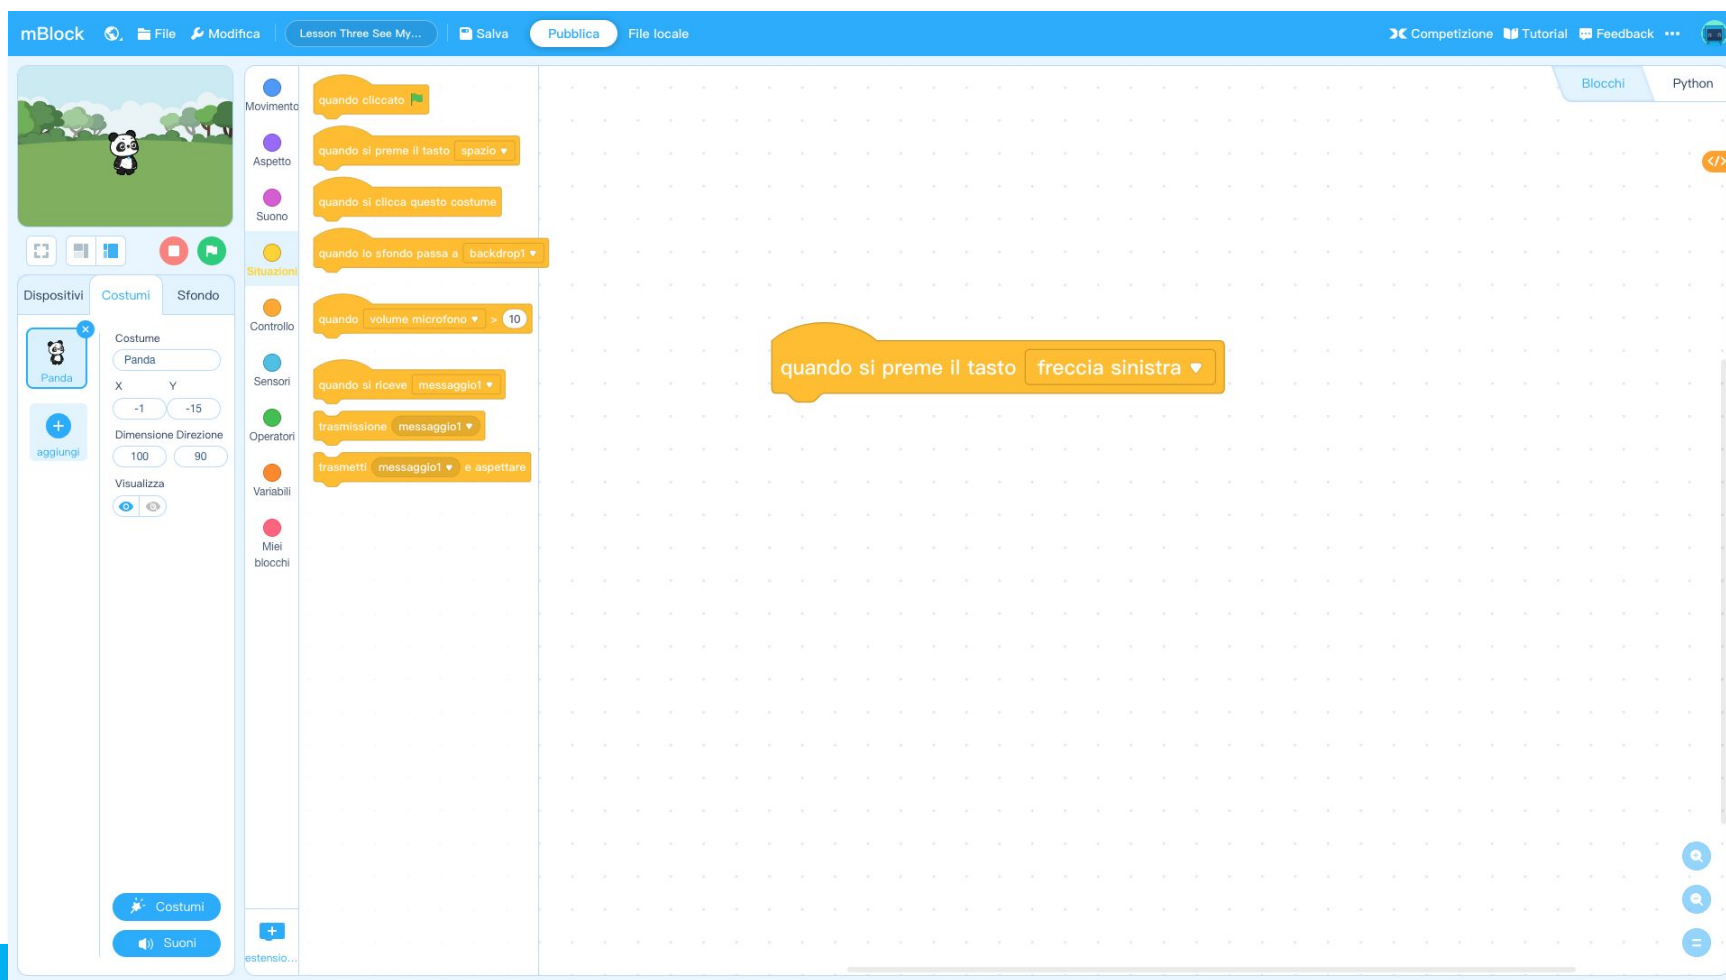 mBlock File Modifica Lesson Three See My... Salva Pubblica File locale Competizione Tutorial Feedback ...
Blocchi Python
Movimento
Aspetto
Suono
Situazioni
Controllo
Sensori
Operatori
Variabili
Miei
blocchi
estensio...
quando cliccato
quando si preme il tasto spazio
quando si clicca questo costume
quando lo sfondo passa a backdrop1
quando volume microfono > 10
quando si riceve messaggio1
trasmissione messaggio1
trasmetti messaggio1 e aspettare
quando si preme il tasto freccia sinistra
Dispositivi Costumi Sfondo
Panda
aggiungi
Costume
Panda
X Y
-1 -15
Dimensione Direzione
100 90
Visualizza
Costumi
Suoni